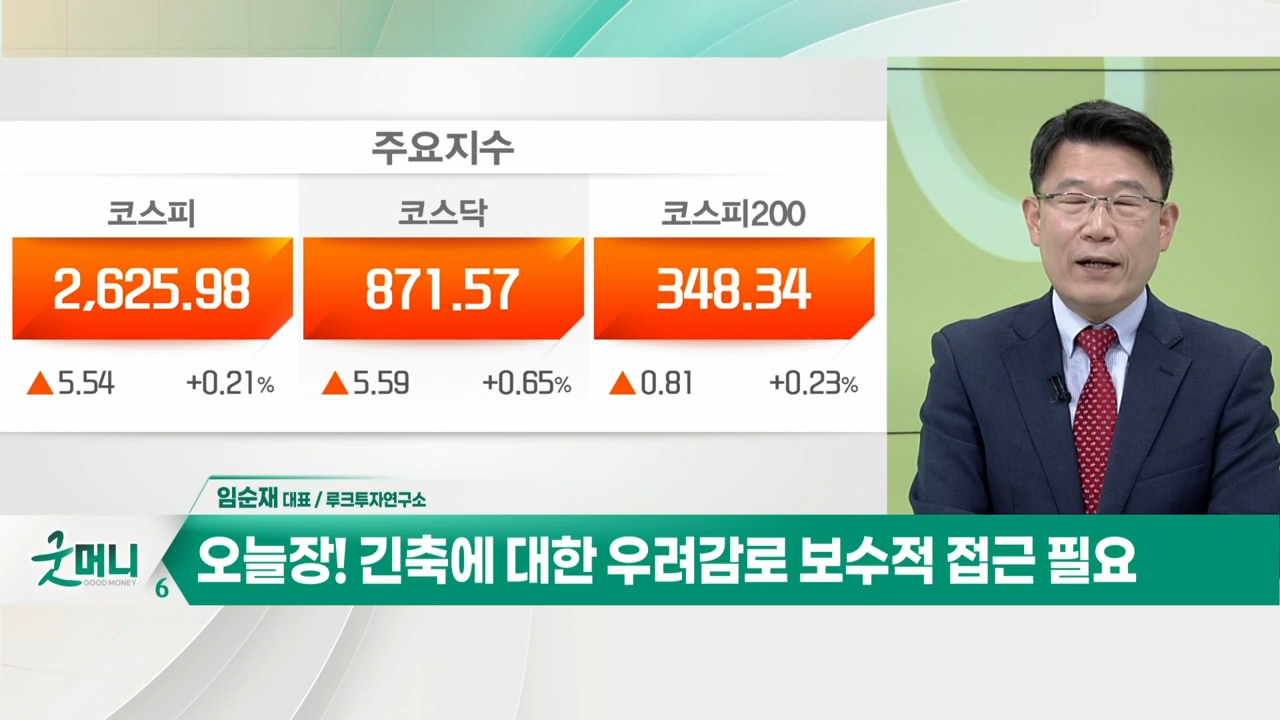 주요지수
코스피 코스닥 코스피200
2,625.98 871.57 348.34
▲5.54 +0.21% ▲5.59 +0.65% ▲0.81 +0.23%
임순재 대표 / 루크투자연구소
굿머니
GOOD MONEY
6
오늘장! 긴축에 대한 우려감로 보수적 접근 필요